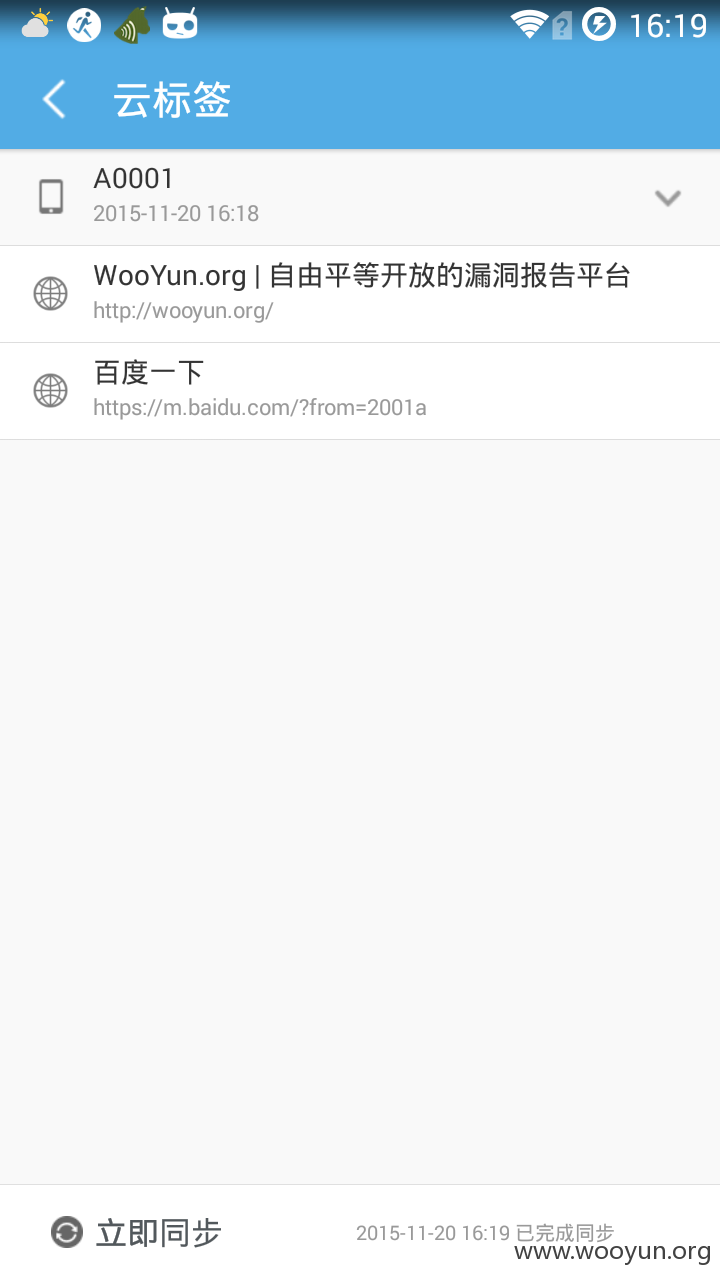 16:19
云标签
A0001
2015-11-20 16:18
WooYun.org | 自由平等开放的漏洞报告平台
http://wooyun.org/
百度一下
https://m.baidu.com/?from=2001a
立即同步
2015-11-20 16:19 已完成同步
www.wooyun.org